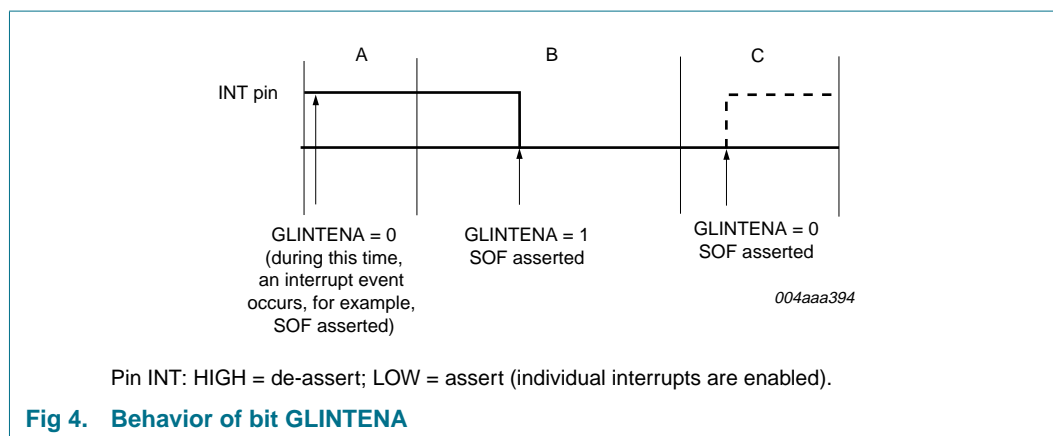 A
B
C
INT pin
GLINTENA = 0
(during this time,
an interrupt event
occurs, for example,
SOF asserted)
GLINTENA = 1
SOF asserted
GLINTENA = 0
SOF asserted
004aaa394
Pin INT: HIGH = de-assert; LOW = assert (individual interrupts are enabled).
Fig 4. Behavior of bit GLINTENA